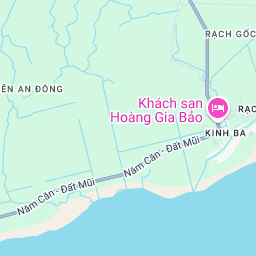 RẠCH GỐC
ÊN AN ĐÔNG
Khách sạn
Hoàng Gia Bảo
RẠC
KINH BA
Năm Căn - Đất Mũi
Năm Căn - Đất Mũi